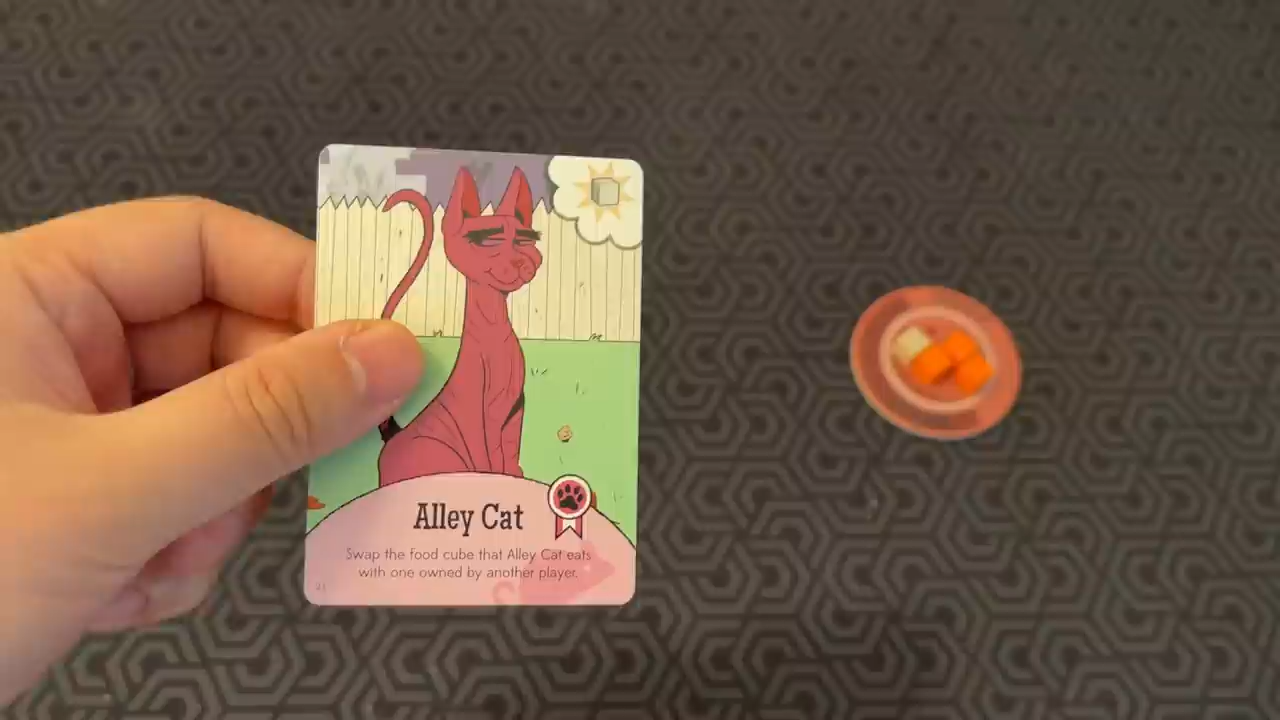 Alley Cat
Swap the food cube that Alley Cat eats
with one owned by another player.